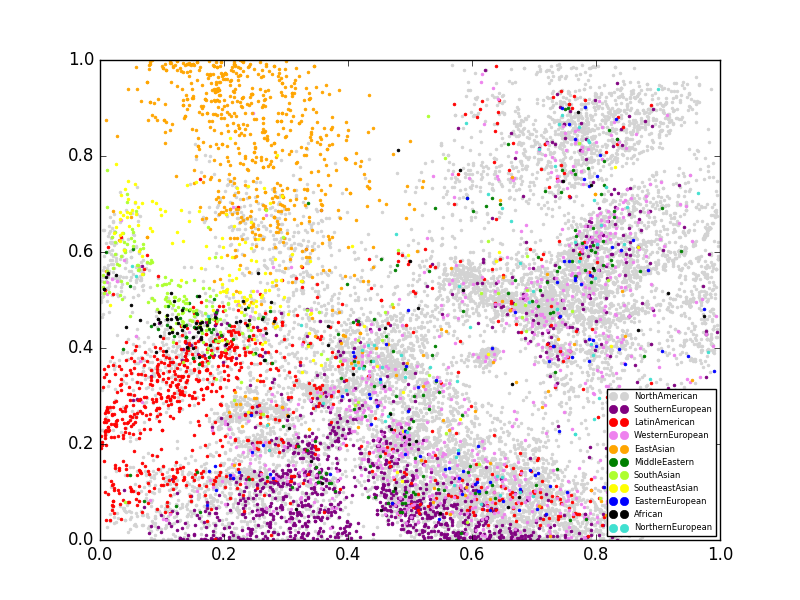 1.0
0.8
0.6
0.4
0.2
0.0
0.0 0.2 0.4 0.6 0.8 1.0
NorthAmerican
SouthernEuropean
LatinAmerican
WesternEuropean
EastAsian
MiddleEastern
SouthAsian
SoutheastAsian
EasternEuropean
African
NorthernEuropean